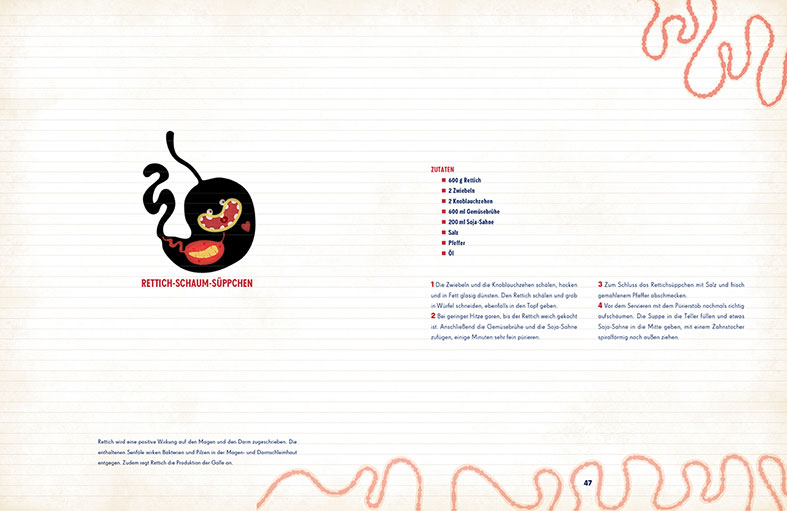 RETTICH-SCHAUM-SÜPPCHEN
Rettich wird eine positive Wirkung auf den Magen und den Darm zugeschrieben. Die
enthaltenen Senföle wirken Bakterien und Pilzen in der Magen- und Darmschleimhaut
entgegen. Zudem regt Rettich die Produktion der Galle an.
ZUTATEN
600 g Rettich
2 Zwiebeln
2 Knoblauchzehen
600 ml Gemüsebrühe
200 ml Soja-Sahne
Salz
Pfeffer
Öl
1 Die Zwiebeln und die Knoblauchzehen schälen, hacken
und in Fett glasig dünsten. Den Rettich schälen und grob
in Würfel schneiden, ebenfalls in den Topf geben.
2 Bei geringer Hitze garen, bis der Rettich weich gekocht
ist. Anschließend die Gemüsebrühe und die Soja-Sahne
zufügen, einige Minuten sehr fein pürieren.
3 Zum Schluss das Rettichsüppchen mit Salz und frisch
gemahlenem Pfeffer abschmecken.
4 Vor dem Servieren mit dem Pürierstab nochmals richtig
aufschäumen. Die Suppe in die Teller füllen und etwas
Soja-Sahne in die Mitte geben, mit einem Zahnstocher
spiralförmig nach außen ziehen.
47